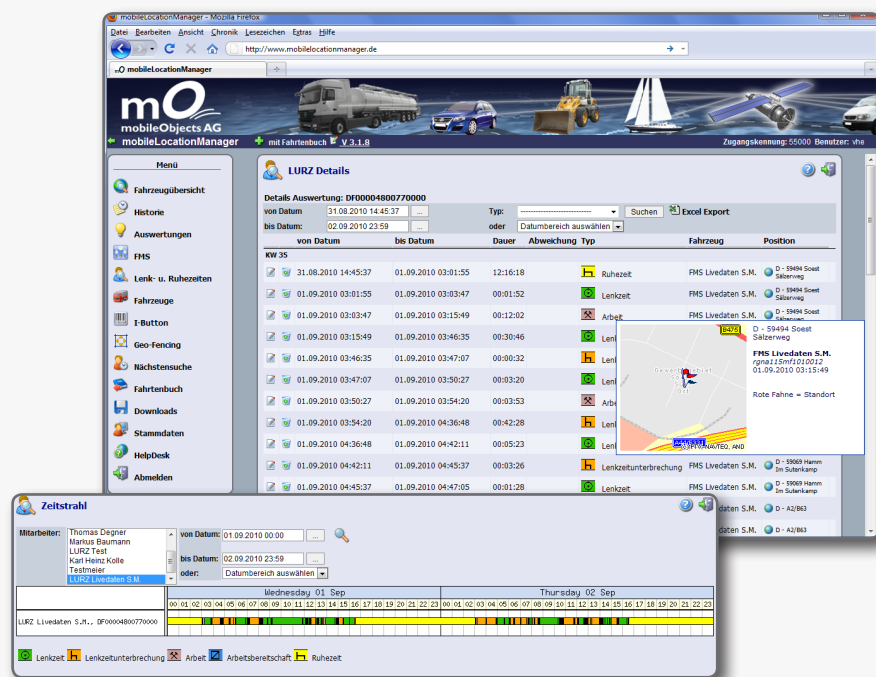 mobileLocationManager - Mozilla Firefox
Datei Bearbeiten Ansicht Chronik Lesezeichen Extras Hilfe
http://www.mobilelocationmanager.de
mO mobileLocationManager
mO
mobileObjects AG
mobileLocationManager
mit Fahrtenbuch V 3.1.8
Zugangskennung: 55000 Benutzer: vhe
Menü
Fahrzeugübersicht
Historie
Auswertungen
FMS
Lenk- u. Ruhezeiten
Fahrzeuge
I-Button
Geo-Fencing
Nächstensuche
Fahrtenbuch
Downloads
Stammdaten
HelpDesk
Abmelden
LURZ Details
Details Auswertung: DF00004800770000
von Datum 31.08.2010 14:45:37 ... Typ: Suchen Excel Export
bis Datum: 02.09.2010 23:59 ... oder Datumbereich auswählen
von Datum bis Datum Dauer Abweichung Typ Fahrzeug Position
KW 35
31.08.2010 14:45:37 01.09.2010 03:01:55 12:16:18 Ruhezeit FMS Livedaten S.M. D - 59494 Soest Sälzerweg
01.09.2010 03:01:55 01.09.2010 03:03:47 00:01:52 Lenkzeit FMS Livedaten S.M. D - 59494 Soest Sälzerweg
01.09.2010 03:03:47 01.09.2010 03:15:49 00:12:02 Arbeit FMS Livedaten S.M. D - 59494 Soest Sälzerweg
01.09.2010 03:15:49 01.09.2010 03:46:35 00:30:46 Lenk
01.09.2010 03:46:35 01.09.2010 03:47:07 00:00:32 Lenk
01.09.2010 03:47:07 01.09.2010 03:50:27 00:03:20 Lenk
01.09.2010 03:50:27 01.09.2010 03:54:20 00:03:53 Arbe
01.09.2010 03:54:20 01.09.2010 04:36:48 00:42:28 Lenk
01.09.2010 04:36:48 01.09.2010 04:42:11 00:05:23 Lenk
01.09.2010 04:42:11 01.09.2010 04:45:37 00:03:26 Lenkzeitunterbrechung FMS Livedaten S.M. D - 59069 Hamm Im Sutenkamp
01.09.2010 04:45:37 01.09.2010 04:47:05 00:01:28 Lenkzeit FMS Livedaten S.M. D - 59069 Hamm Im Sutenkamp
daten S.M. D - A2/B63
daten S.M. D - A2/B63
B475
D - 59494 Soest
Sälzerweg
FMS Livedaten S.M.
rgna115mf1010012
01.09.2010 03:15:49
Rote Fahne = Standort
NAVTEQ, AND
Zeitstrahl
Mitarbeiter:
Thomas Degner
Markus Baumann
LURZ Test
Karl Heinz Kolle
Testmeier
LURZ Livedaten S.M.
von Datum: 01.09.2010 00:00 ...
bis Datum: 02.09.2010 23:59 ...
oder: Datumbereich auswählen
Wednesday 01 Sep Thursday 02 Sep
00 01 02 03 04 05 06 07 08 09 10 11 12 13 14 15 16 17 18 19 20 21 22 23 00 01 02 03 04 05 06 07 08 09 10 11 12 13 14 15 16 17 18 19 20 21 22 23
LURZ Livedaten S.M., DF00004800770000
Lenkzeit Lenkzeitunterbrechung Arbeit Arbeitsbereitschaft Ruhezeit